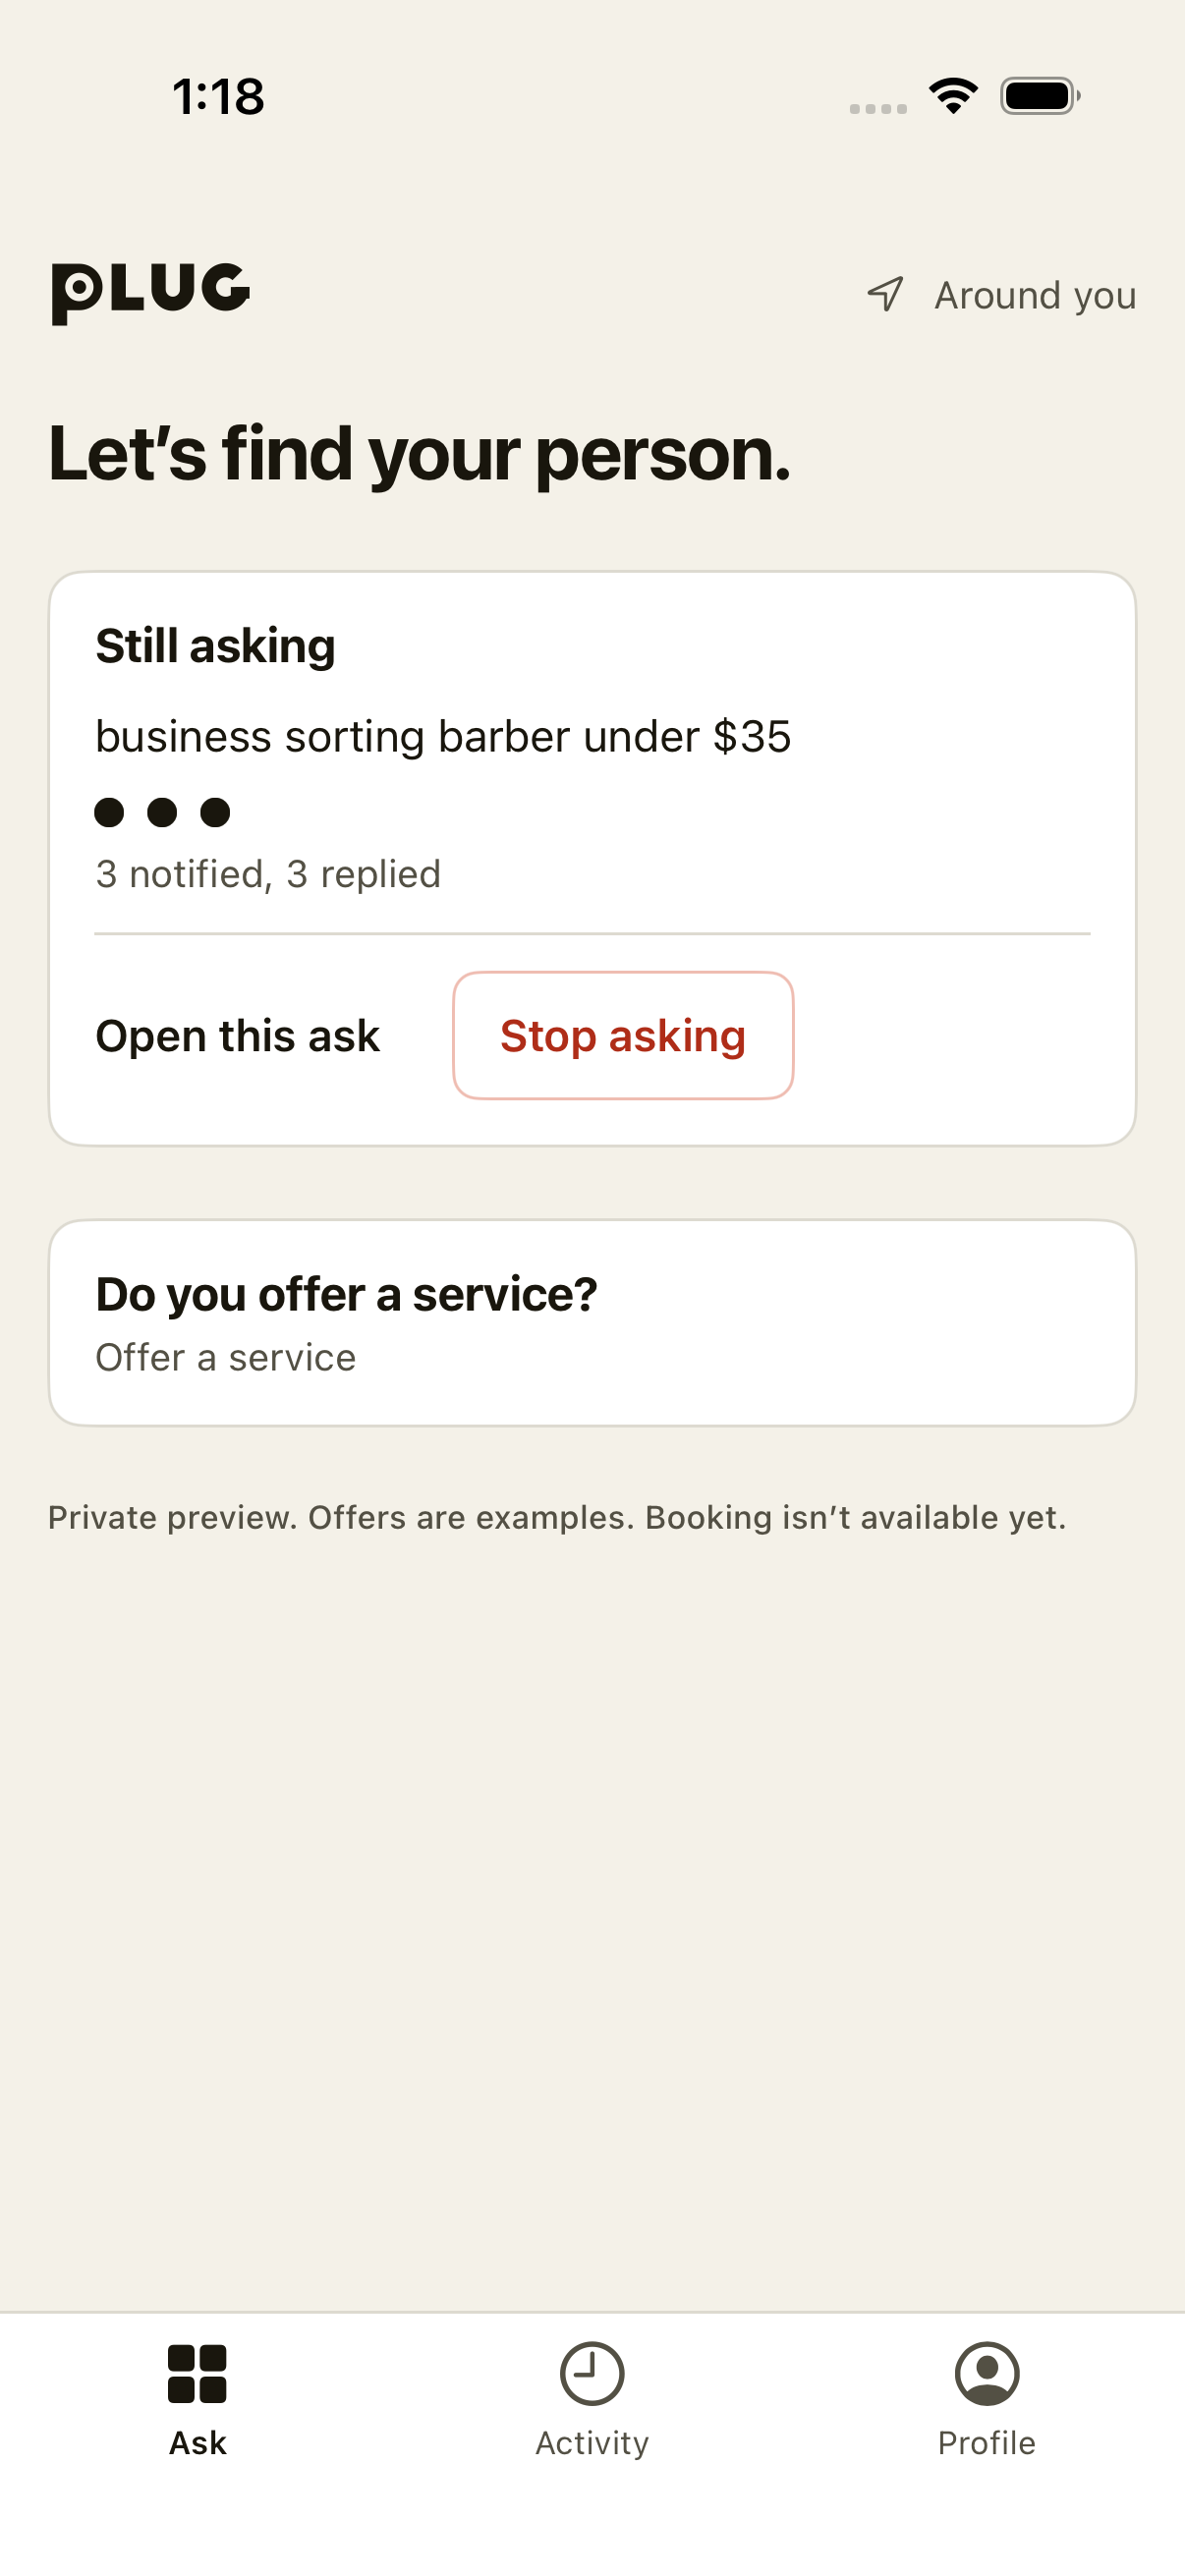 1:18
PLUG
Around you
Let’s find your person.
Still asking
business sorting barber under $35
3 notified, 3 replied
Open this ask
Stop asking
Do you offer a service?
Offer a service
Private preview. Offers are examples. Booking isn’t available yet.
Ask
Activity
Profile